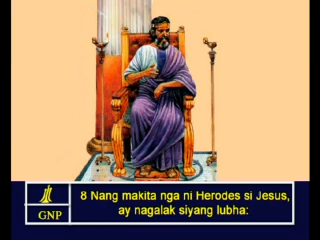 8 Nang makita nga ni Herodes si Jesus,
ay nagalak siyang lubha:
GNP